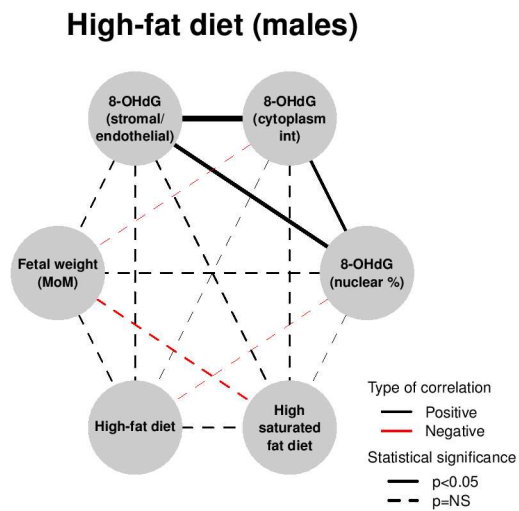 High-fat diet (males)
8-OHdG
(stromal/
endothelial)
8-OHdG
(cytoplasm
int)
Fetal weight
(MoM)
8-OHdG
(nuclear %)
High-fat diet
High
saturated
fat diet
Type of correlation
Positive
Negative
Statistical significance
p<0.05
p=NS